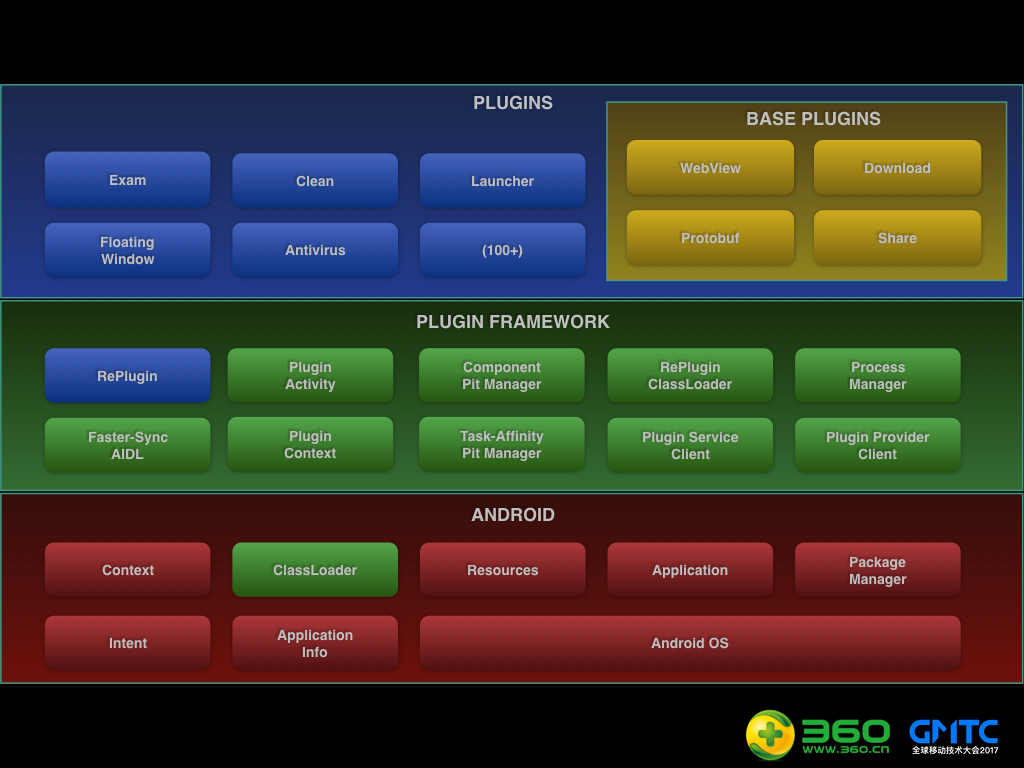 PLUGINS
BASE PLUGINS
Exam
Clean
Launcher
WebView
Download
Floating
Window
Antivirus
(100+)
Protobuf
Share
PLUGIN FRAMEWORK
RePlugin
Plugin
Activity
Component
Pit Manager
RePlugin
ClassLoader
Process
Manager
Faster-Sync
AIDL
Plugin
Context
Task-Affinity
Pit Manager
Plugin Service
Client
Plugin Provider
Client
ANDROID
Context
ClassLoader
Resources
Application
Package
Manager
Intent
Application
Info
Android OS
360
www.360.cn
GMTC
全球移动技术大会2017